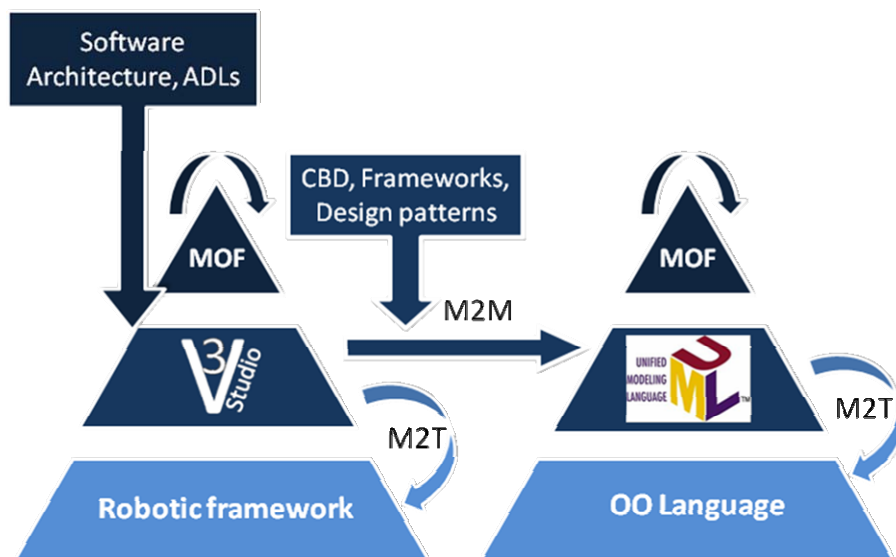 Software
Architecture, ADLs
CBD, Frameworks,
Design patterns
MOF
MOF
M2M
V3
Studio
UNIFIED
MODELING
LANGUAGE
UML
TM
M2T
M2T
Robotic framework
OO Language